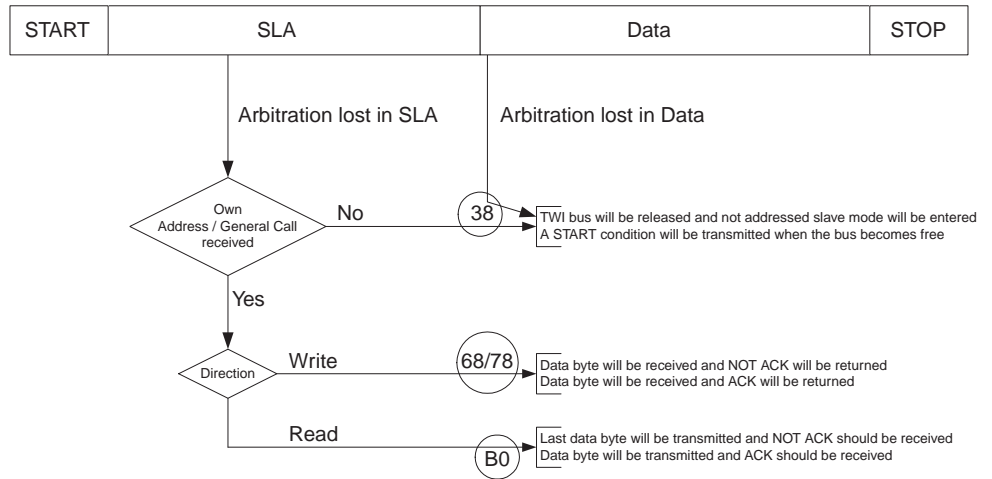 START SLA Data STOP
Arbitration lost in SLA Arbitration lost in Data
Own
Address / General Call
received
No
38
TWI bus will be released and not addressed slave mode will be entered
A START condition will be transmitted when the bus becomes free
Yes
Direction
Write
68/78
Data byte will be received and NOT ACK will be returned
Data byte will be received and ACK will be returned
Read
B0
Last data byte will be transmitted and NOT ACK should be received
Data byte will be transmitted and ACK should be received